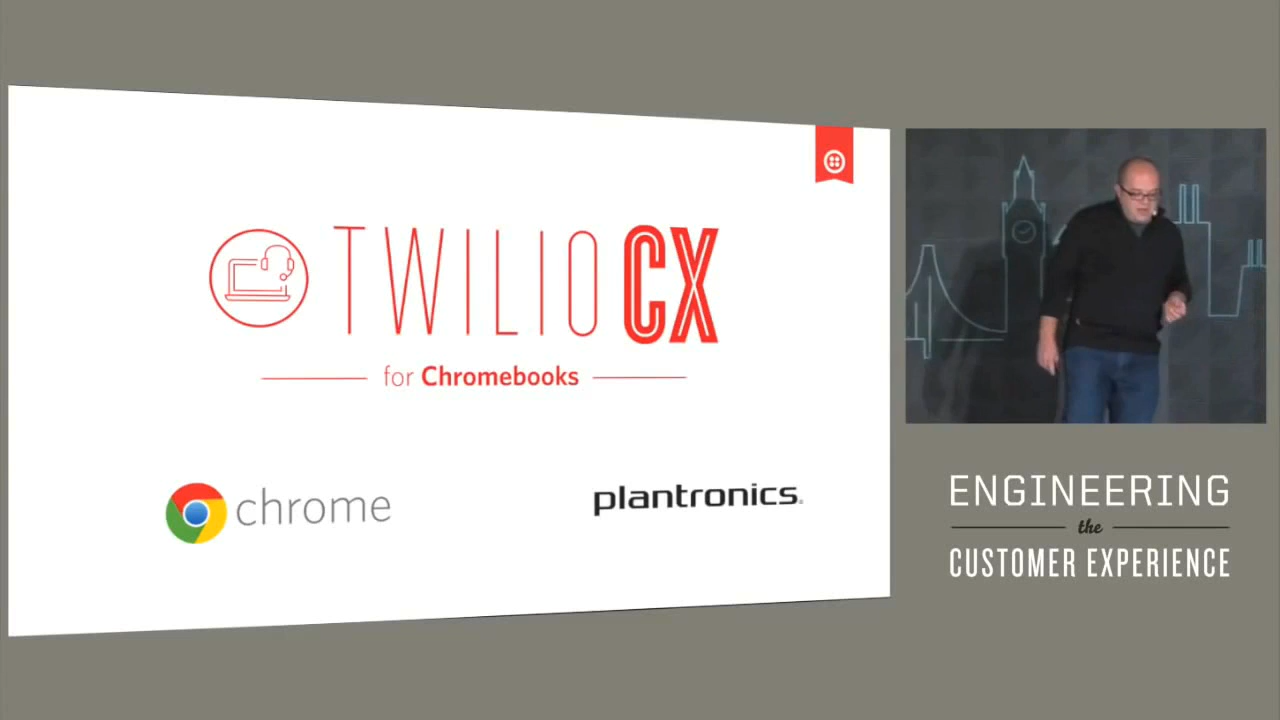 TWILIO CX
for Chromebooks
chrome
plantronics.
ENGINEERING
the
CUSTOMER EXPERIENCE